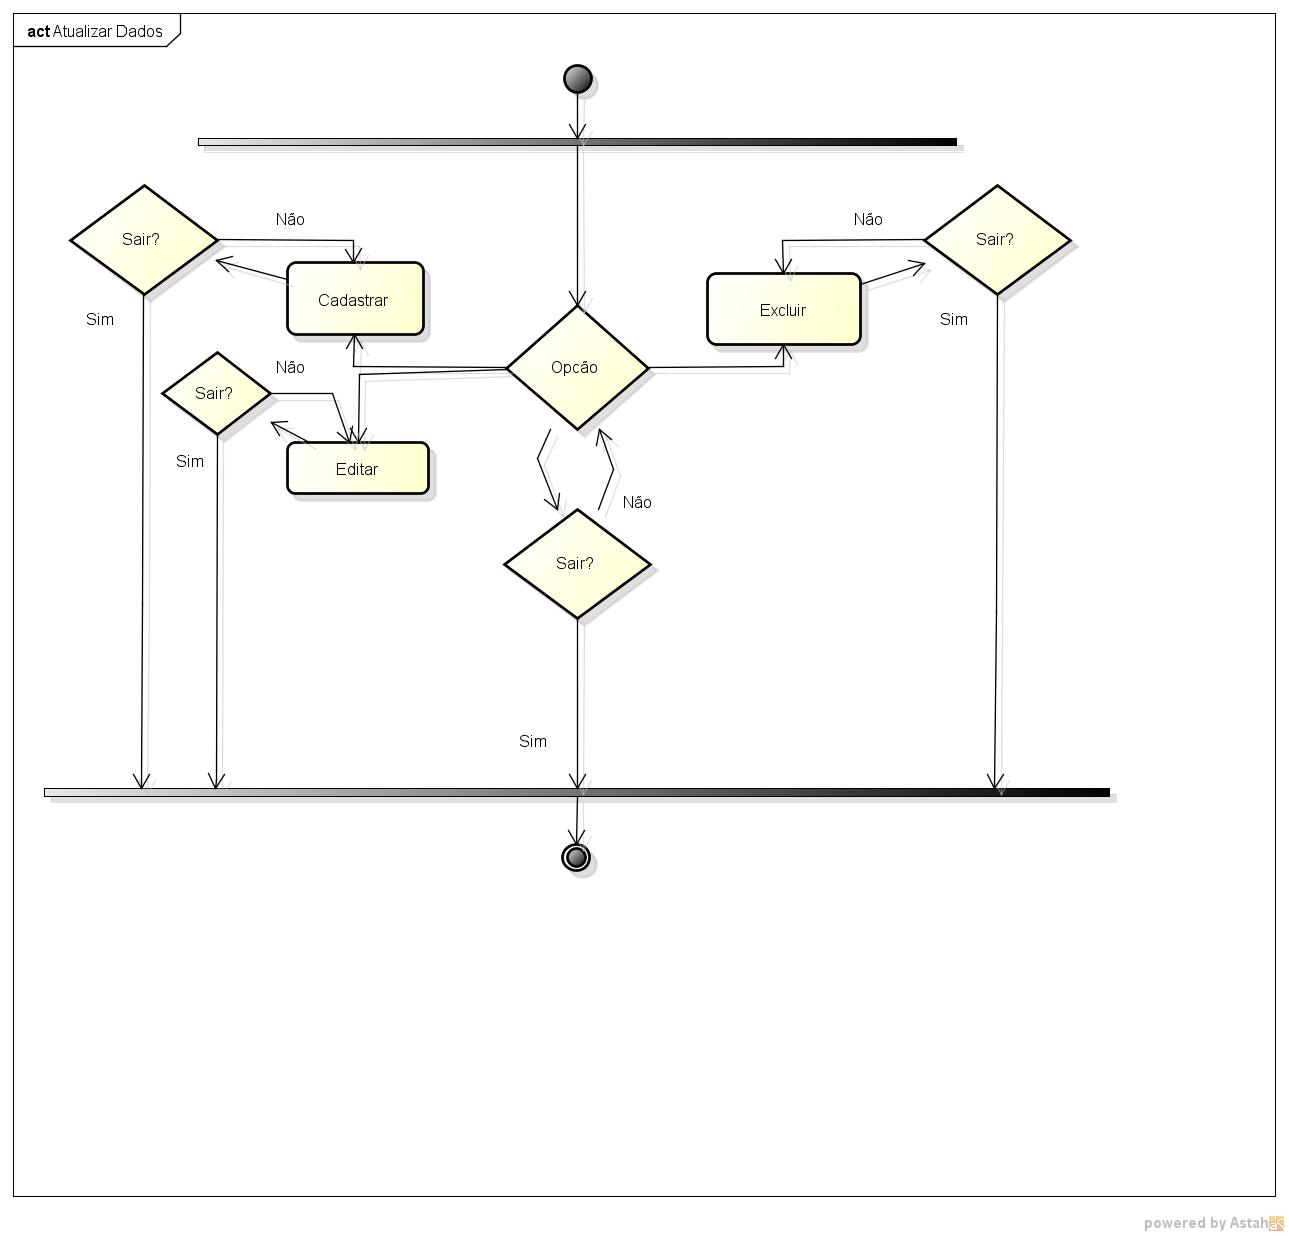 act Atualizar Dados
Não
Não
Sair?
Sair?
Cadastrar
Excluir
Sim
Sim
Não
Opcão
Sair?
Sim
Editar
Não
Sair?
Sim
powered by Astah